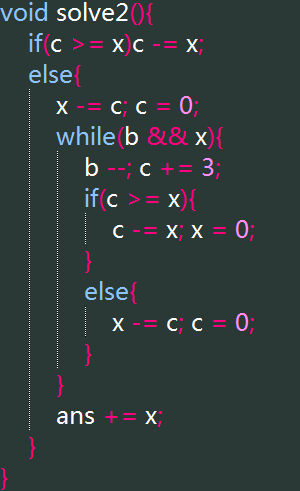 void solve2(){
if(c >= x)c -= x;
else{
x -= c; c = 0;
while(b && x){
b --; c += 3;
if(c >= x){
c -= x; x = 0;
}
else{
x -= c; c = 0;
}
}
ans += x;
}
}